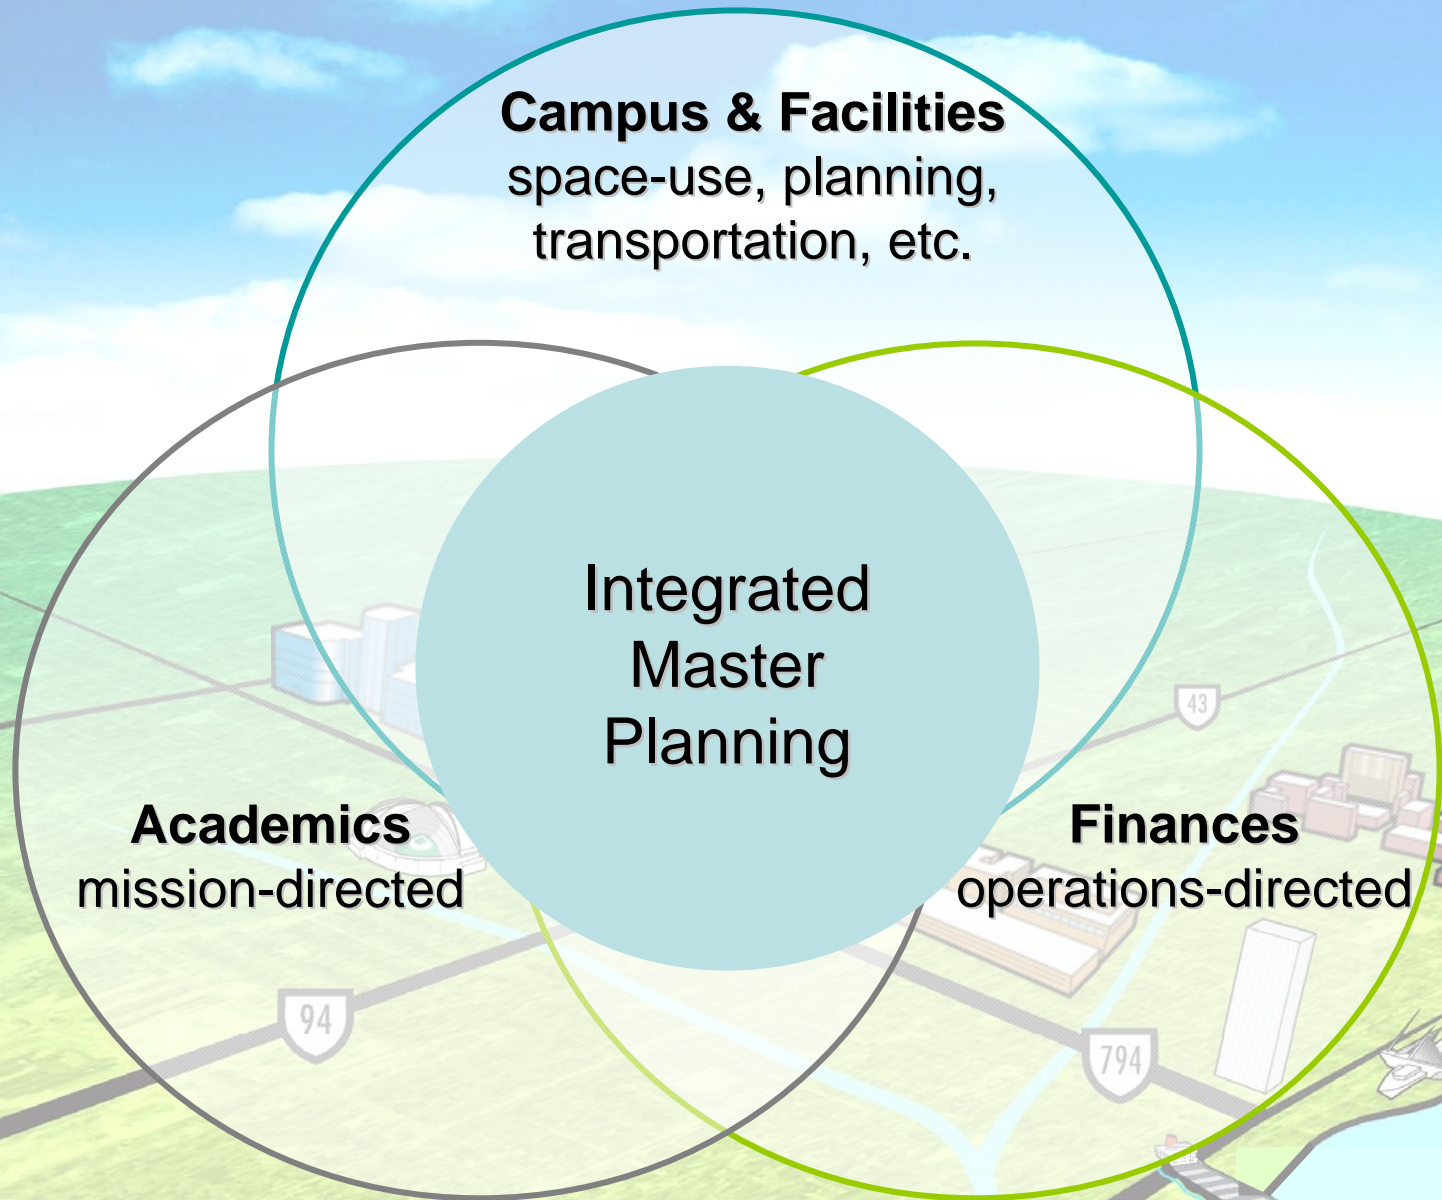 Campus & Facilities
space-use, planning,
transportation, etc.
Integrated
Master
Planning
43
Academics
mission-directed
Finances
operations-directed
94
794